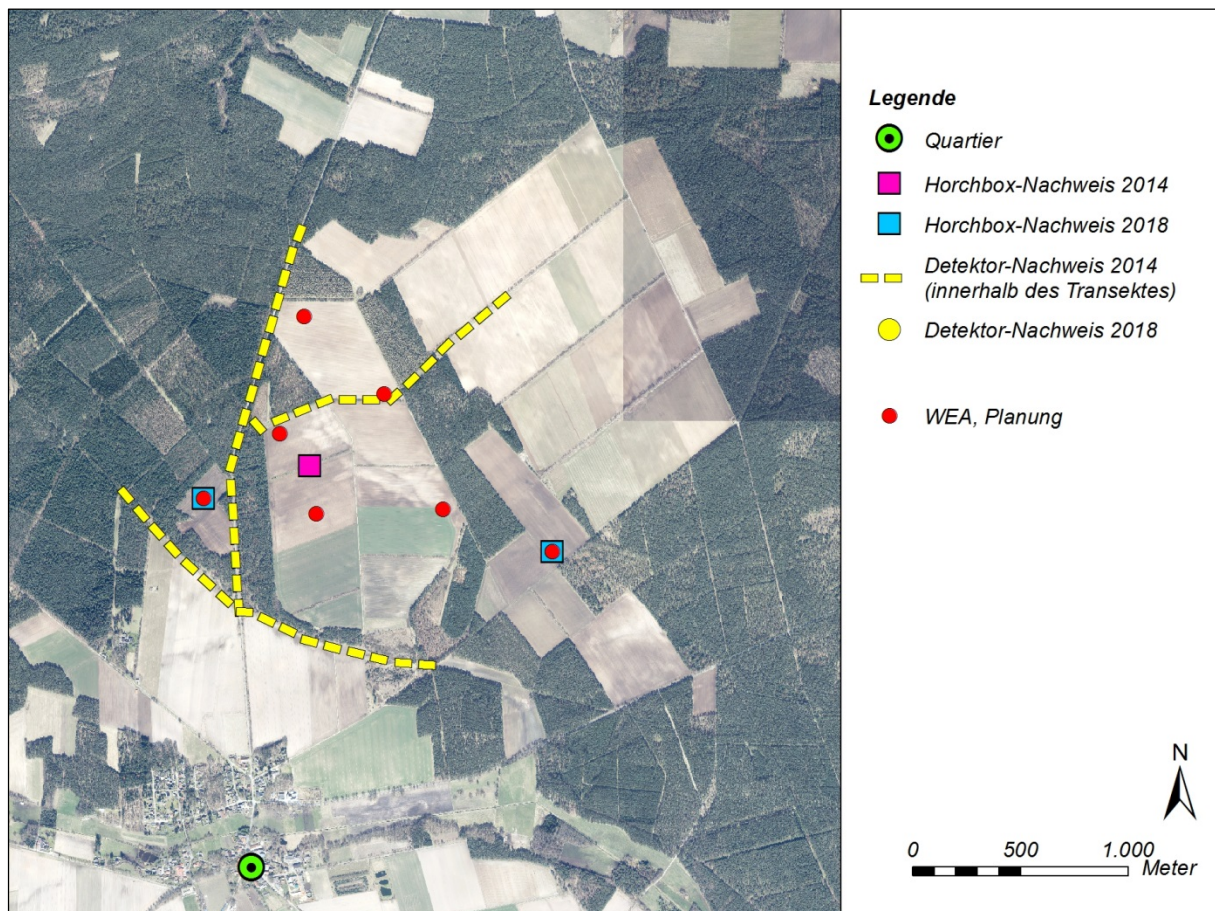 Legende
Quartier
Horchbox-Nachweis 2014
Horchbox-Nachweis 2018
Detektor-Nachweis 2014
(innerhalb des Transektes)
Detektor-Nachweis 2018
WEA, Planung
N
0 500 1.000
Meter